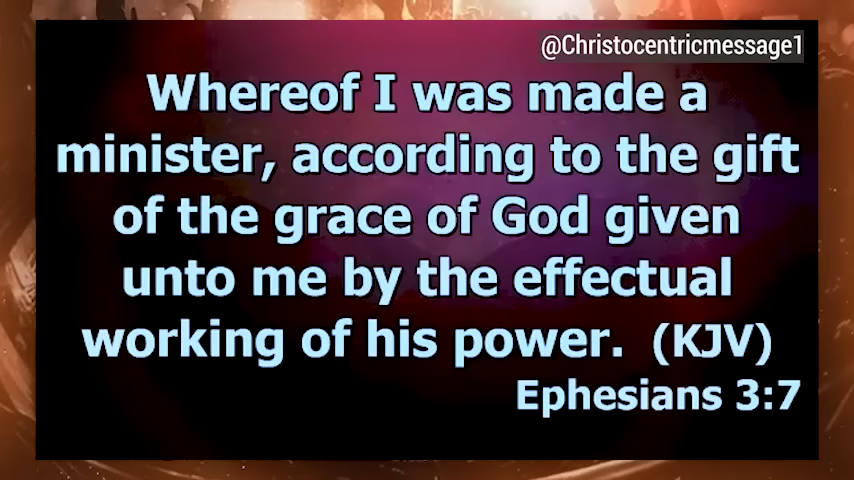 @Christocentricmessage1
Whereof I was made a
minister, according to the gift
of the grace of God given
unto me by the effectual
working of his power. (KJV)
Ephesians 3:7